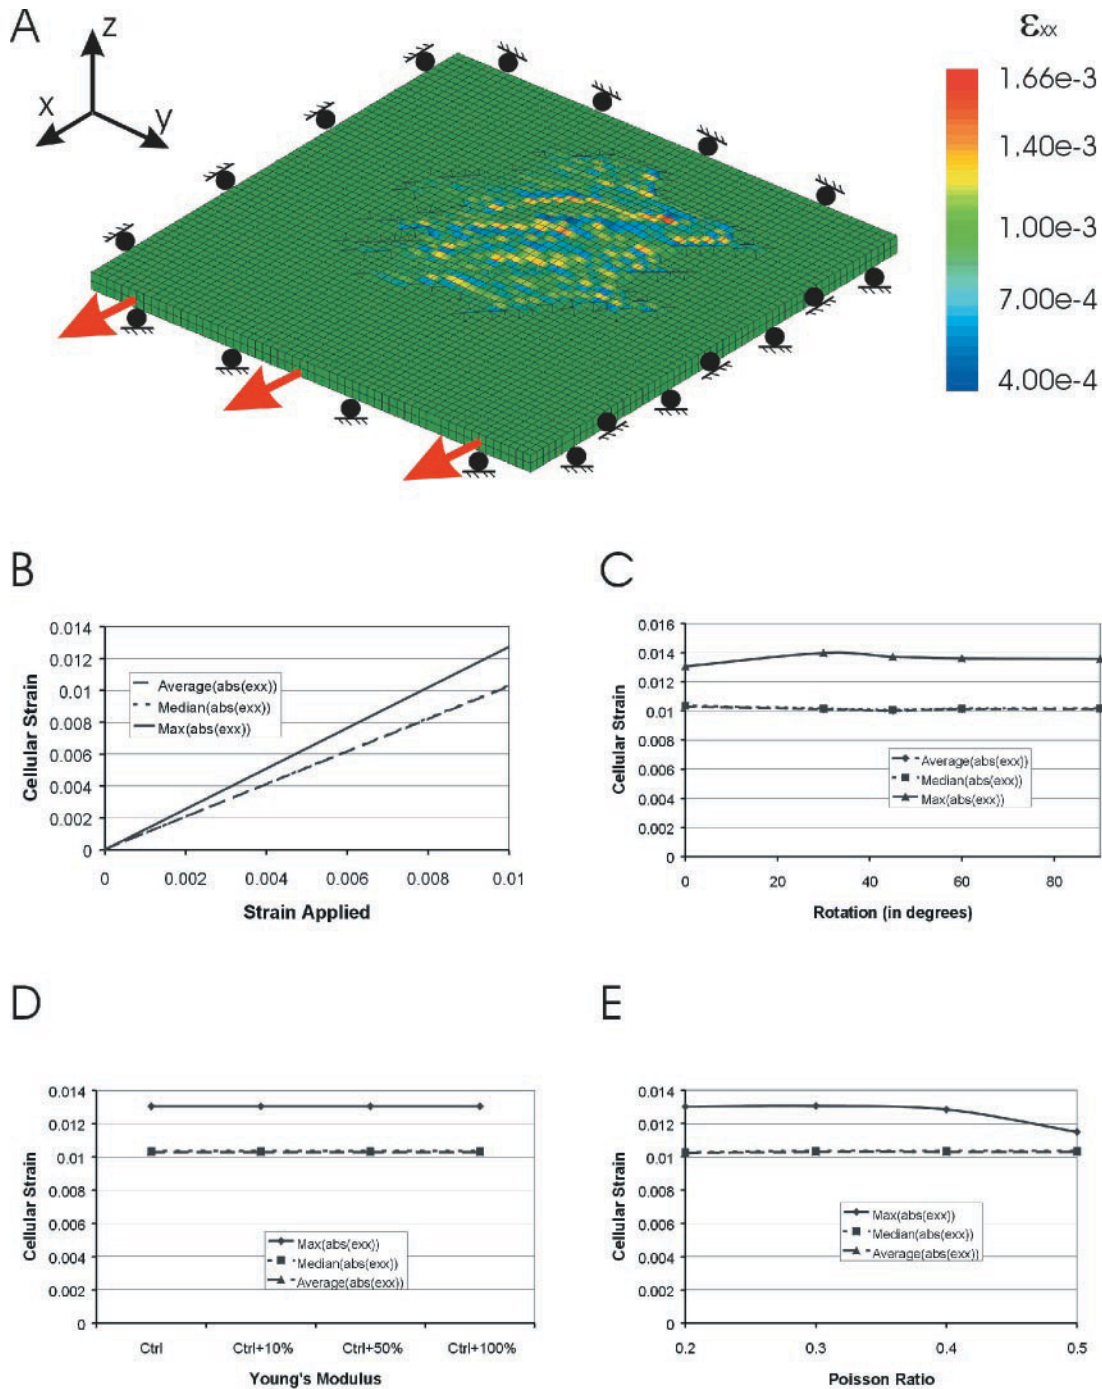 A
z
x
y
εxx
1.66e-3
1.40e-3
1.00e-3
7.00e-4
4.00e-4
B
0.014
0.012
0.01
0.008
0.006
0.004
0.002
0
Cellular Strain
Average(abs(exx))
Median(abs(exx))
Max(abs(exx))
0 0.002 0.004 0.006 0.008 0.01
Strain Applied
C
0.016
0.014
0.012
0.01
0.008
0.006
0.004
0.002
0
Cellular Strain
Average(abs(exx))
Median(abs(exx))
Max(abs(exx))
0 20 40 60 80
Rotation (in degrees)
D
0.014
0.012
0.01
0.008
0.006
0.004
0.002
0
Cellular Strain
Max(abs(exx))
Median(abs(exx))
Average(abs(exx))
Ctrl Ctrl+10% Ctrl+50% Ctrl+100%
Young's Modulus
E
0.014
0.012
0.01
0.008
0.006
0.004
0.002
0
Cellular Strain
Max(abs(exx))
Median(abs(exx))
Average(abs(exx))
0.2 0.3 0.4 0.5
Poisson Ratio